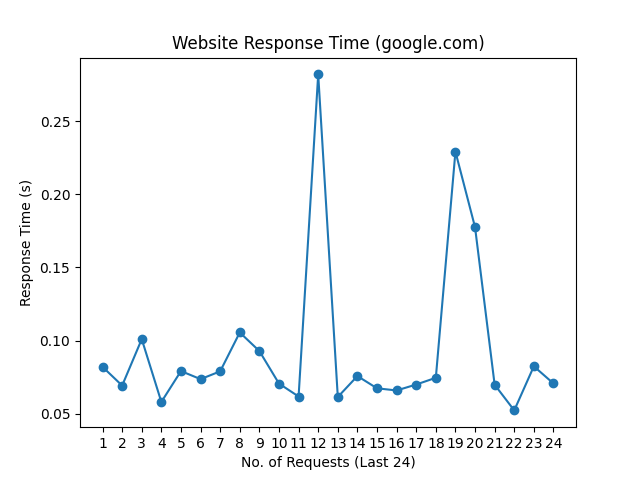 Website Response Time (google.com)
0.25
0.20
0.15
0.10
0.05
Response Time (s)
1 2 3 4 5 6 7 8 9 10 11 12 13 14 15 16 17 18 19 20 21 22 23 24
No. of Requests (Last 24)